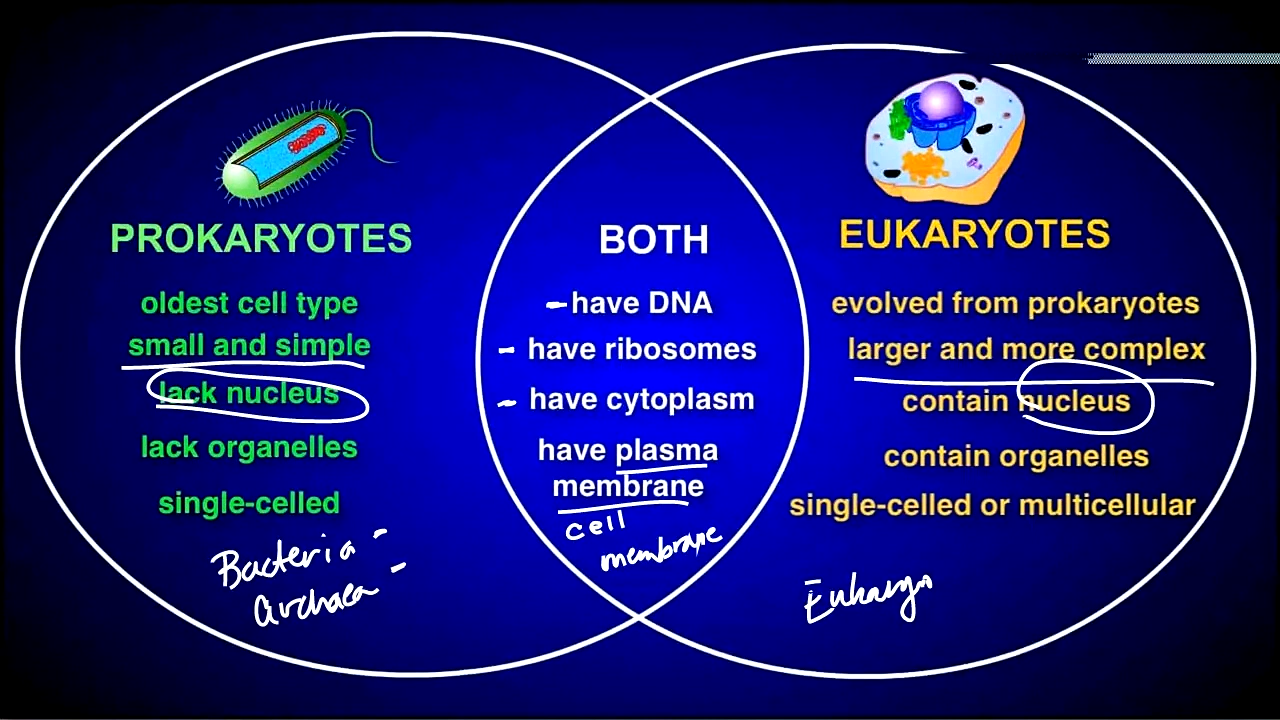 PROKARYOTES
oldest cell type
small and simple
lack nucleus
lack organelles
single-celled
Bacteria -
archaea -
BOTH
- have DNA
- have ribosomes
- have cytoplasm
have plasma
membrane
cell
membrane
EUKARYOTES
evolved from prokaryotes
larger and more complex
contain nucleus
contain organelles
single-celled or multicellular